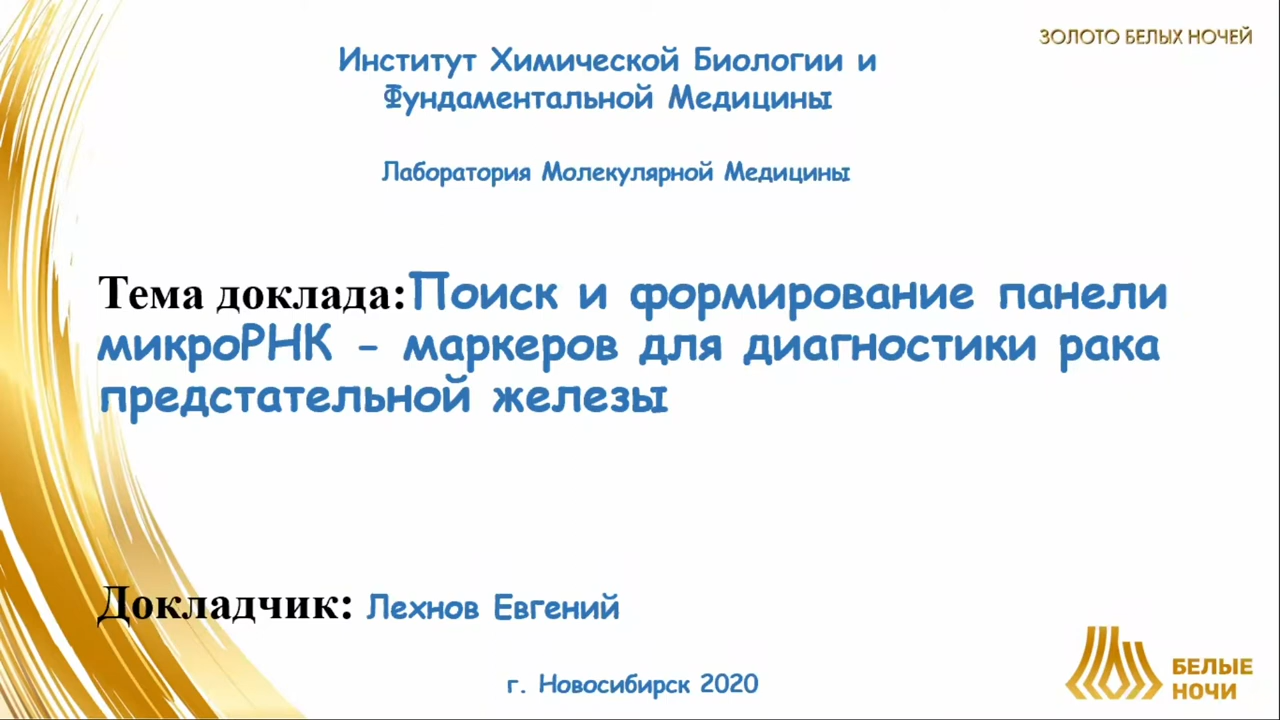 ЗОЛОТО БЕЛЫХ НОЧЕЙ
Институт Химической Биологии и
Фундаментальной Медицины
Лаборатория Молекулярной Медицины
Тема доклада:Поиск и формирование панели
микроРНК - маркеров для диагностики рака
предстательной железы
Докладчик: Лехнов Евгений
г. Новосибирск 2020
БЕЛЫЕ
НОЧИ